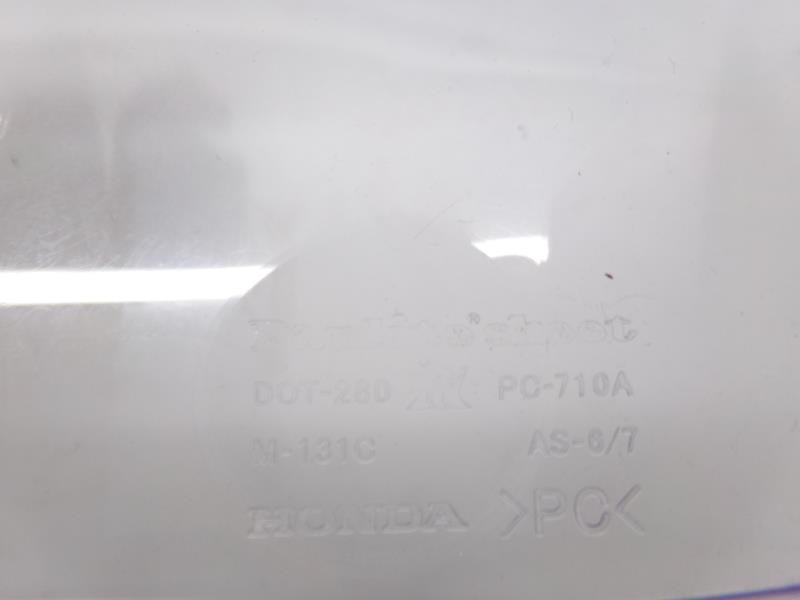 DOT-280 PC-710A
M-131C AS-6/7
HONDA >PC<